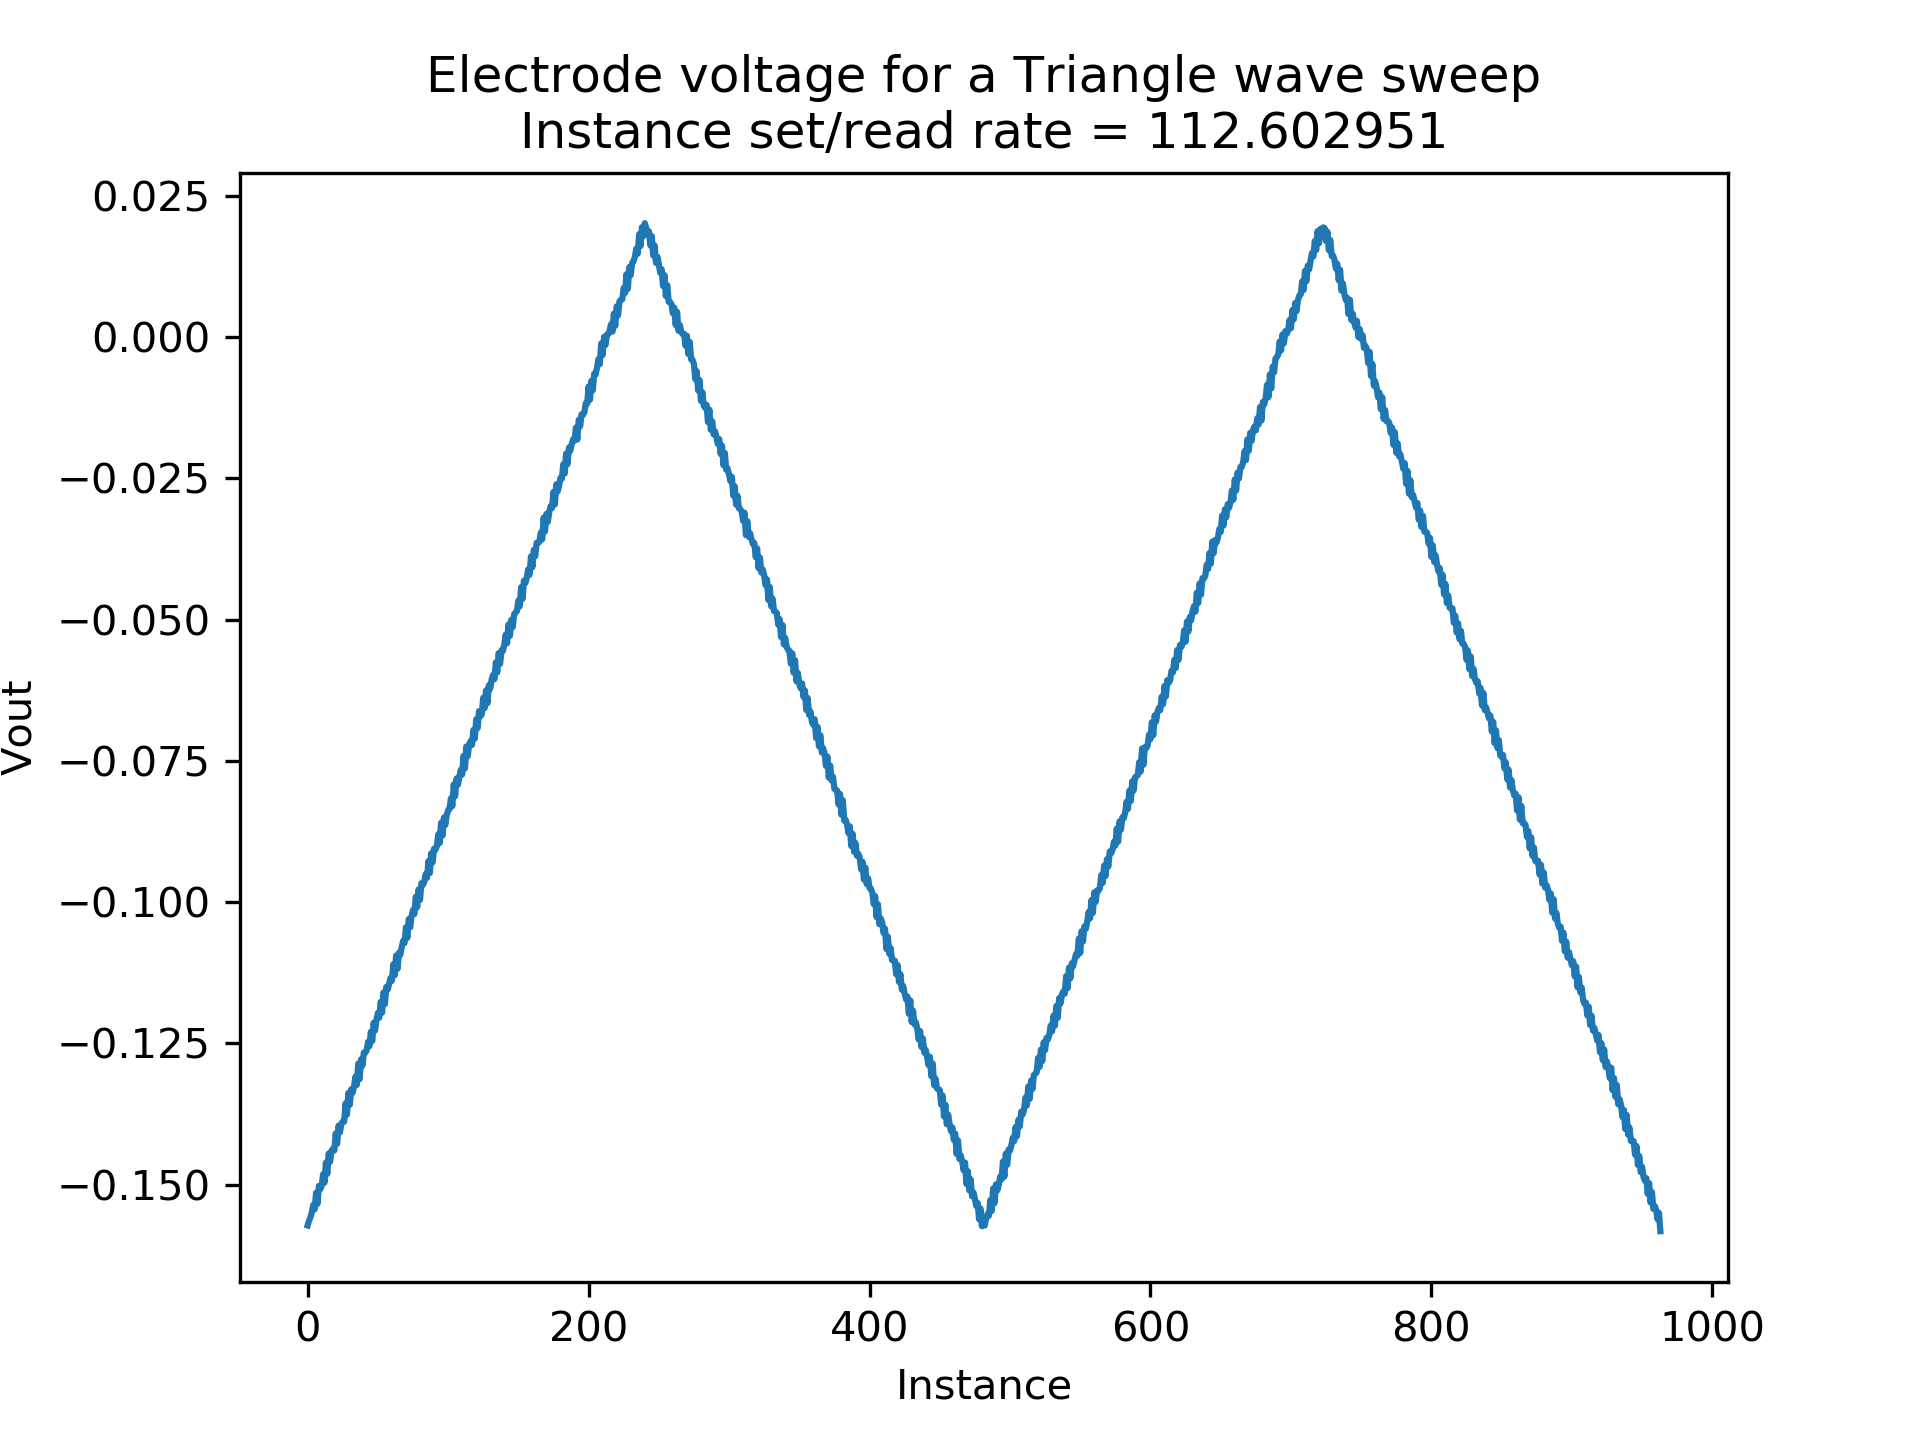 Electrode voltage for a Triangle wave sweep
Instance set/read rate = 112.602951
0.025
0.000
−0.025
−0.050
−0.075
−0.100
−0.125
−0.150
Vout
0 200 400 600 800 1000
Instance